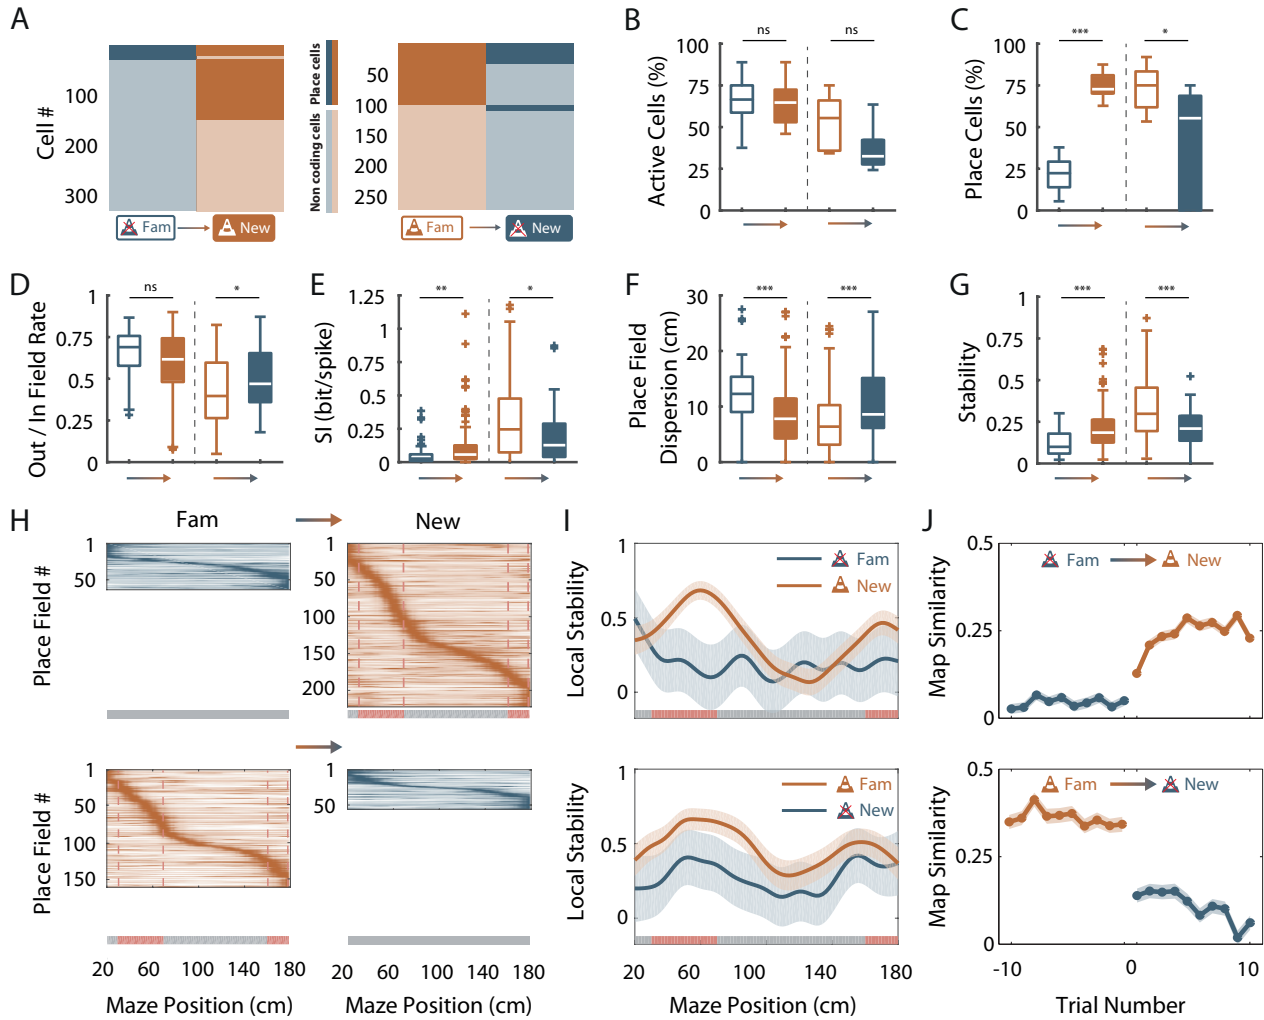 A
Cell #
100
200
300
Fam
New
Place cells
Non coding cells
50
100
150
200
250
Fam
New
B
Active Cells (%)
100
75
50
25
0
ns
ns
C
Place Cells (%)
100
75
50
25
0
***
*
D
Out / In Field Rate
1
0.75
0.5
0.25
0
ns
*
E
SI (bit/spike)
1.25
1
0.75
0.5
0.25
0
**
*
F
Place Field
Dispersion (cm)
30
20
10
0
***
***
G
Stability
1
0.5
0.25
0
***
***
H
Fam
New
Place Field #
1
50
1
50
100
150
200
Place Field #
1
50
100
150
1
50
20
60
100
140
180
Maze Position (cm)
20
60
100
140
180
Maze Position (cm)
I
Local Stability
1
0.5
0
Fam
New
Local Stability
1
0.5
0
Fam
New
20
60
100
140
180
Maze Position (cm)
J
Map Similarity
0.5
0.25
0
Fam
New
Map Similarity
0.5
0.25
0
Fam
New
-10
0
10
Trial Number